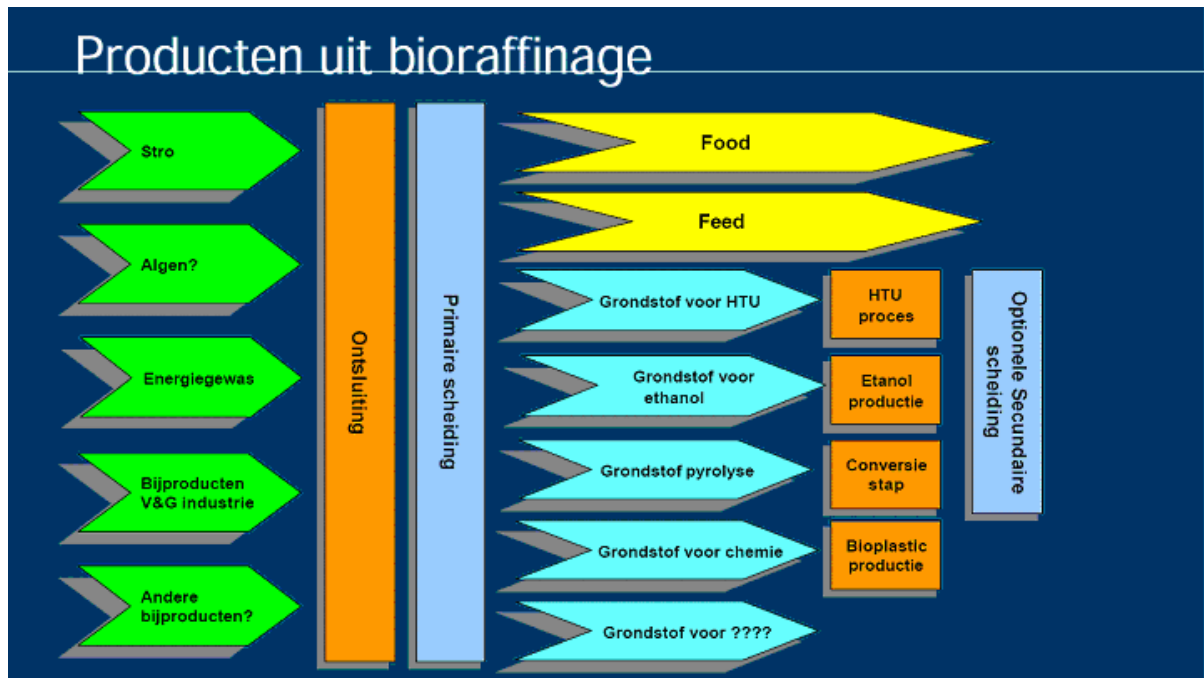 Producten uit bioraffinage
Stro
Algen?
Energiegewas
Bijproducten
V&G industrie
Andere
bijproducten?
Ontsluiting
Primaire scheiding
Food
Feed
Grondstof voor HTU
Grondstof voor
ethanol
Grondstof pyrolyse
Grondstof voor chemie
Grondstof voor ????
HTU
proces
Etanol
productie
Conversie
stap
Bioplastic
productie
Optionele Secundaire
scheiding